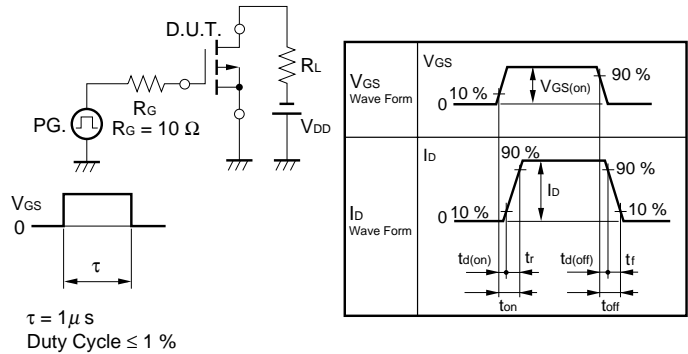 D.U.T.
RL
RG
PG.
RG = 10 Ω
VDD
VGS
0
τ
τ = 1μ s
Duty Cycle ≤ 1 %
VGS
Wave Form
VGS
0
10 %
VGS(on)
90 %
ID
Wave Form
ID
0
10 %
90 %
ID
90 %
10 %
td(on)
tr
td(off)
tf
ton
toff